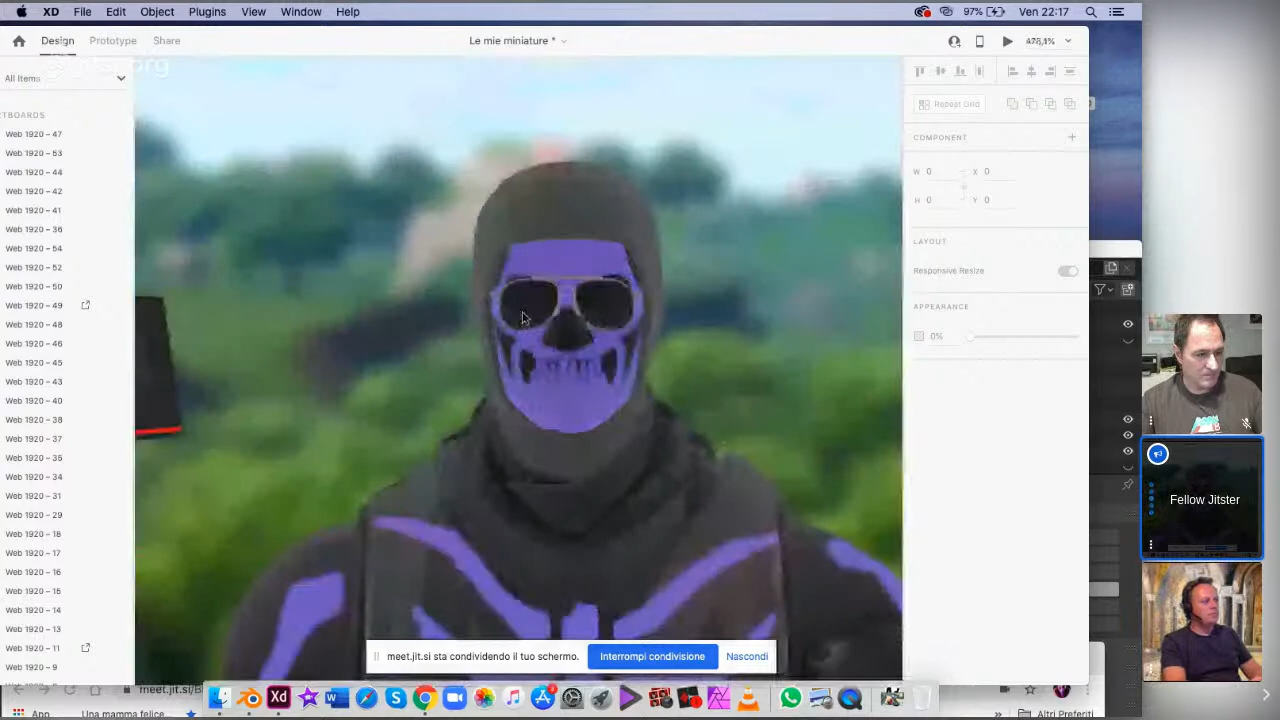 XD File Edit Object Plugins View Window Help 97% Ven 22:17
Design Prototype Share Le mie miniature *
All Items
TBOARDS
Web 1920 – 47
Web 1920 – 53
Web 1920 – 44
Web 1920 – 42
Web 1920 – 41
Web 1920 – 36
Web 1920 – 54
Web 1920 – 52
Web 1920 – 50
Web 1920 – 49
Web 1920 – 48
Web 1920 – 46
Web 1920 – 45
Web 1920 – 43
Web 1920 – 40
Web 1920 – 38
Web 1920 – 37
Web 1920 – 35
Web 1920 – 34
Web 1920 – 31
Web 1920 – 29
Web 1920 – 18
Web 1920 – 17
Web 1920 – 16
Web 1920 – 15
Web 1920 – 14
Web 1920 – 13
Web 1920 – 11
Web 1920 – 9
Repeat Grid
COMPONENT
W 0 X 0
H 0 Y 0
LAYOUT
Responsive Resize
APPEARANCE
0%
Fellow Jitster
meet.jit.si sta condividendo il tuo schermo. Interrompi condivisione Nascondi
meet.jit.si/B
App Una mamma felice... Altri Preferiti